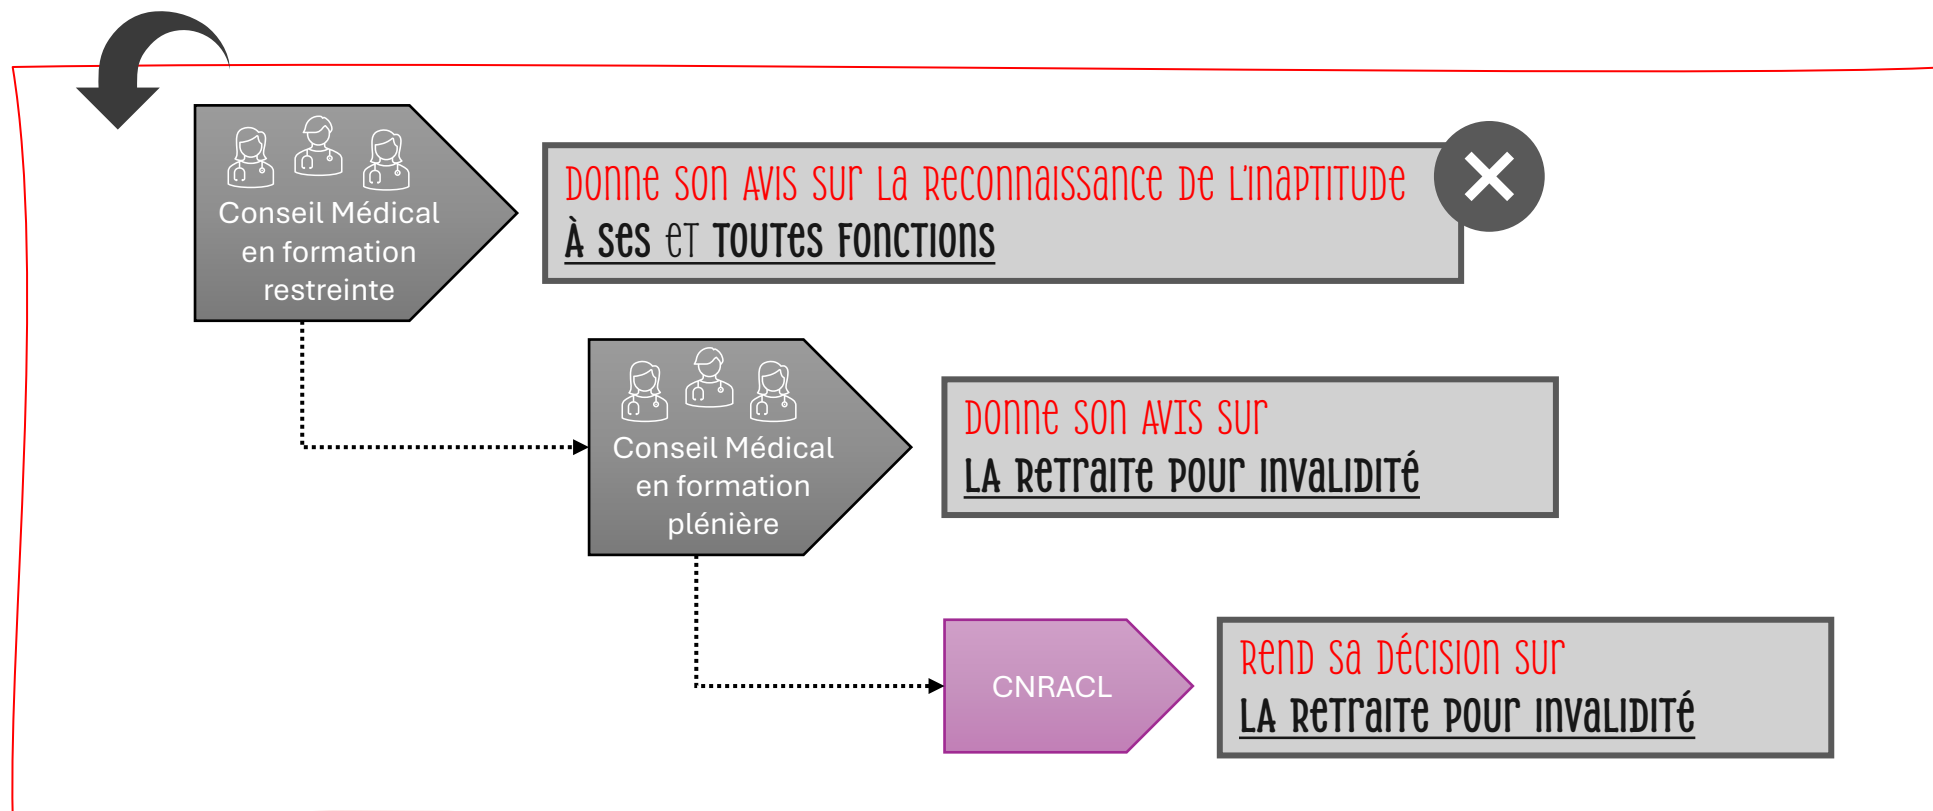 Conseil Médical
en formation
restreinte
Donne son avis sur la reconnaissance de l'inaptitude
À ses et toutes fonctions
Conseil Médical
en formation
plénière
Donne son avis sur
La retraite pour invalidité
CNRACL
Rend sa décision sur
La retraite pour invalidité